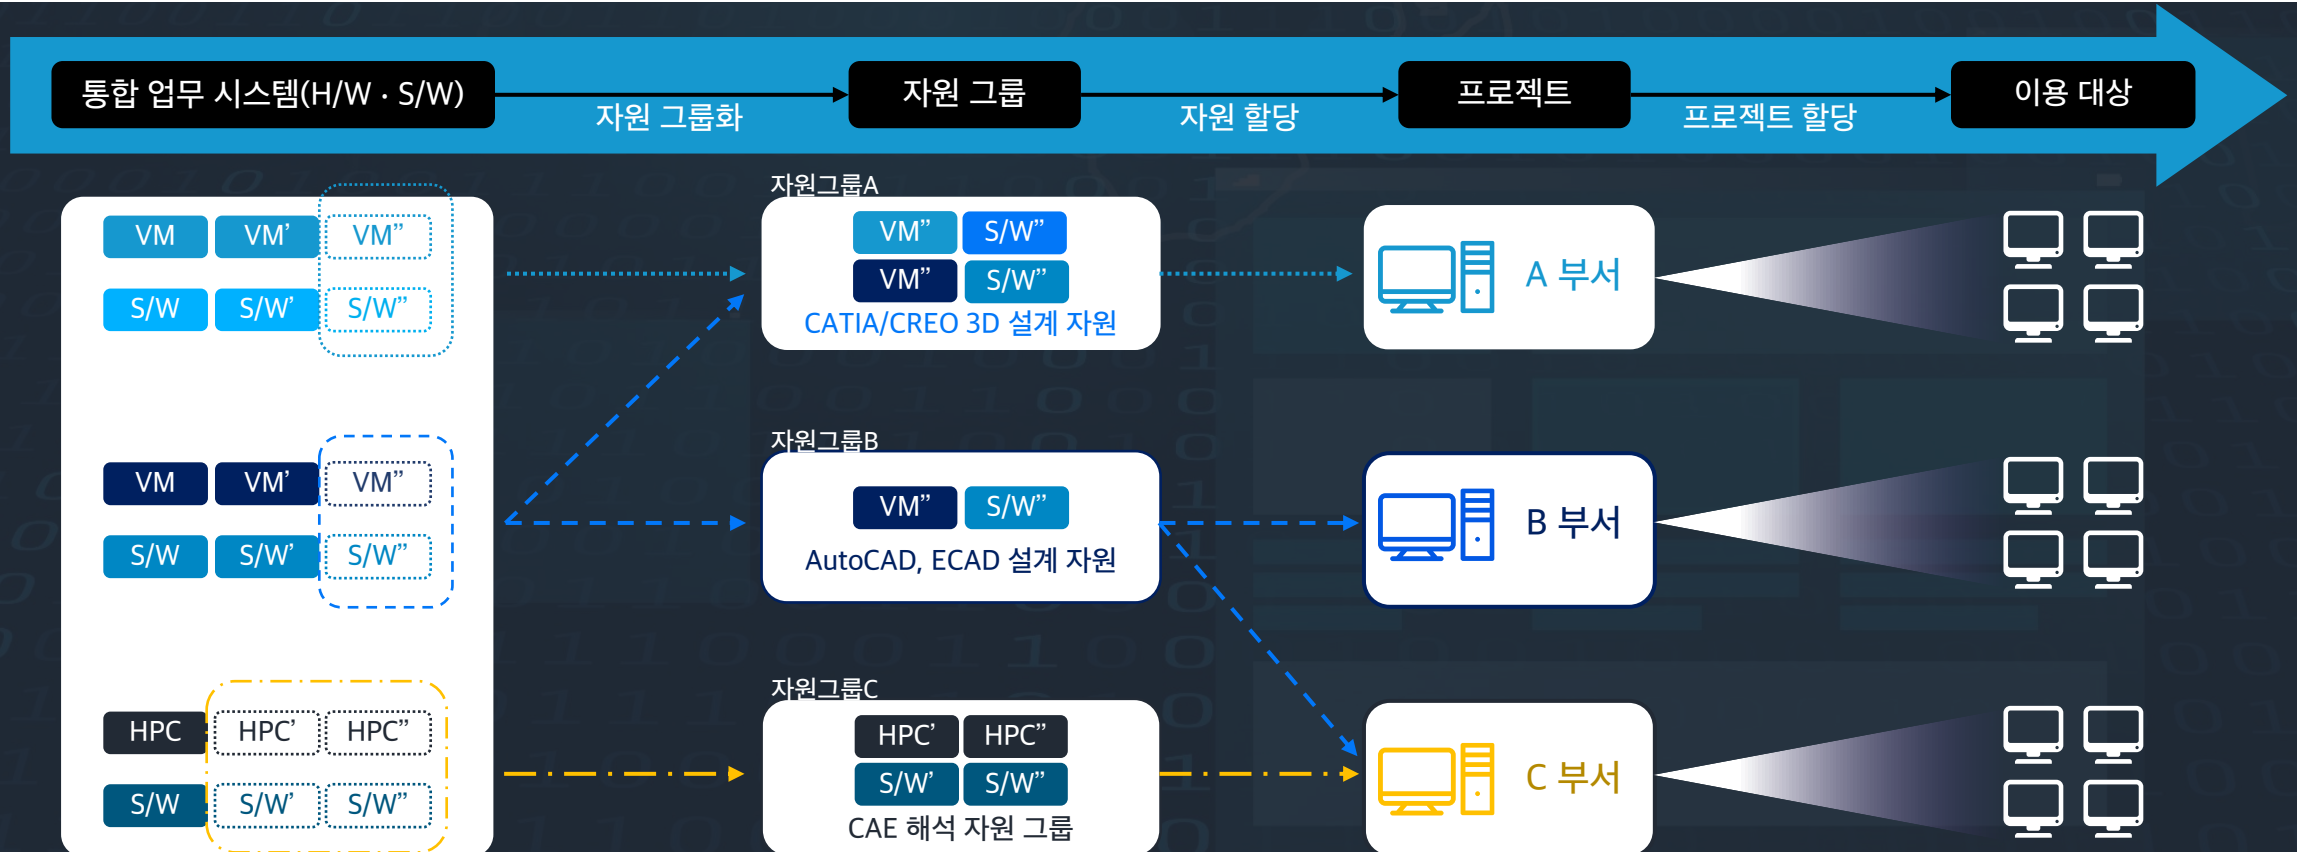 통합 업무 시스템(H/W · S/W)
자원 그룹화
자원 그룹
자원 할당
프로젝트
프로젝트 할당
이용 대상
VM VM’ VM”
S/W S/W’ S/W”
VM VM’ VM”
S/W S/W’ S/W”
HPC HPC’ HPC”
S/W S/W’ S/W”
자원그룹A
VM” S/W”
VM” S/W”
CATIA/CREO 3D 설계 자원
자원그룹B
VM” S/W”
AutoCAD, ECAD 설계 자원
자원그룹C
HPC’ HPC”
S/W’ S/W”
CAE 해석 자원 그룹
A 부서
B 부서
C 부서